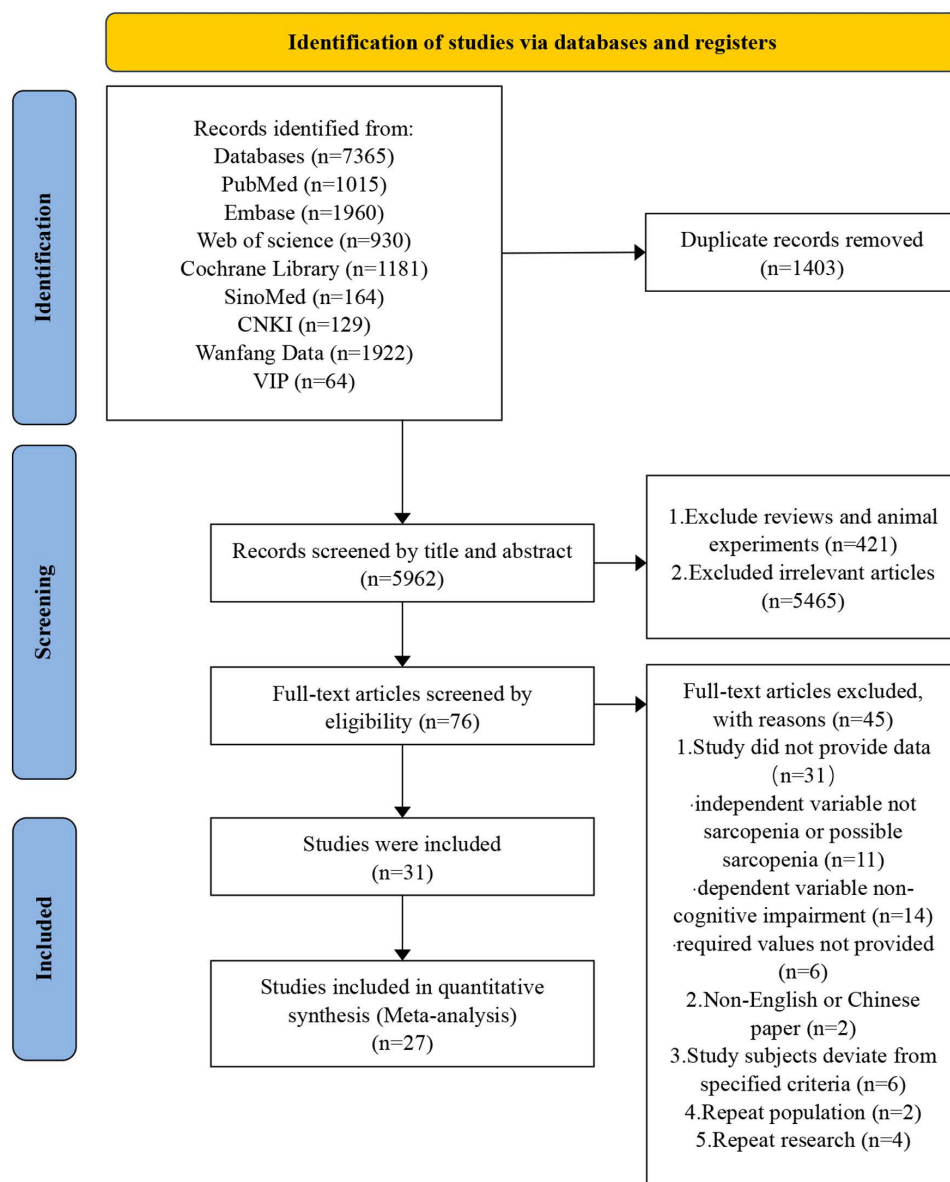 Identification of studies via databases and registers
Identification
Records identified from:
Databases (n=7365)
PubMed (n=1015)
Embase (n=1960)
Web of science (n=930)
Cochrane Library (n=1181)
SinoMed (n=164)
CNKI (n=129)
Wanfang Data (n=1922)
VIP (n=64)
Duplicate records removed
(n=1403)
Screening
Records screened by title and abstract
(n=5962)
1.Exclude reviews and animal
experiments (n=421)
2.Excluded irrelevant articles
(n=5465)
Full-text articles screened by
eligibility (n=76)
Full-text articles excluded,
with reasons (n=45)
1.Study did not provide data
（n=31）
·independent variable not
sarcopenia or possible
sarcopenia (n=11)
·dependent variable non-
cognitive impairment (n=14)
·required values not provided
(n=6)
2.Non-English or Chinese
paper (n=2)
3.Study subjects deviate from
specified criteria (n=6)
4.Repeat population (n=2)
5.Repeat research (n=4)
Included
Studies were included
(n=31)
Studies included in quantitative
synthesis (Meta-analysis)
(n=27)